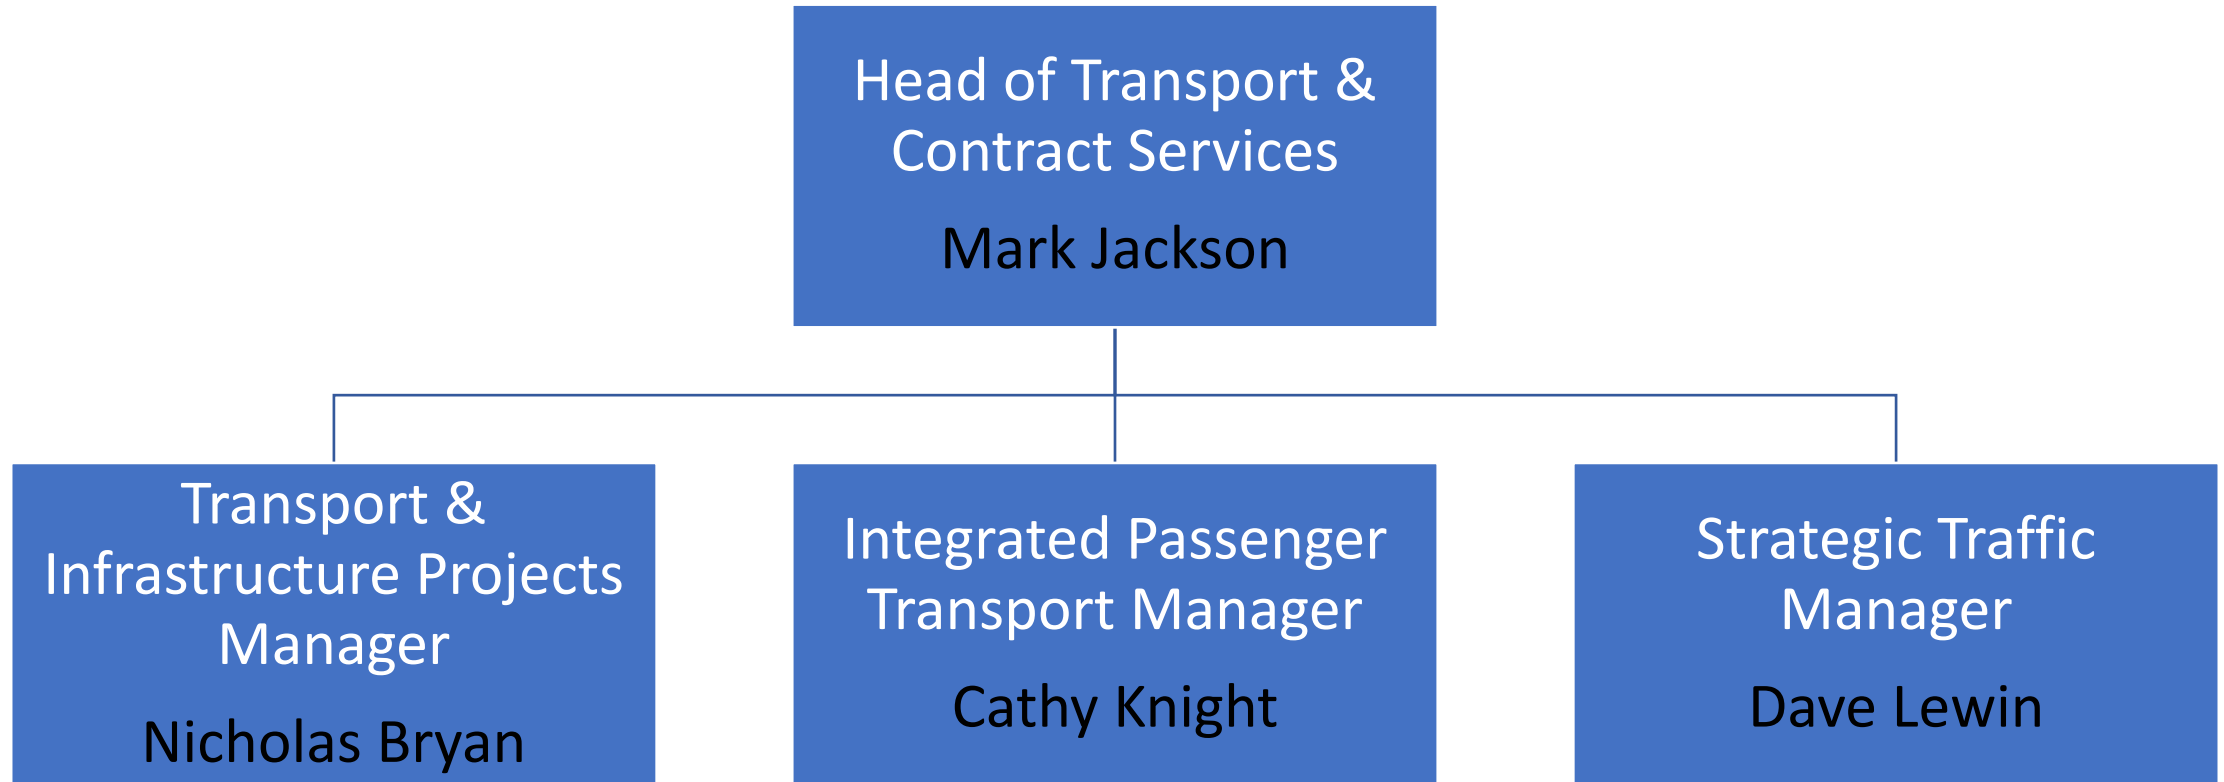 Head of Transport &
Contract Services
Mark Jackson
Transport &
Infrastructure Projects
Manager
Nicholas Bryan
Integrated Passenger
Transport Manager
Cathy Knight
Strategic Traffic
Manager
Dave Lewin